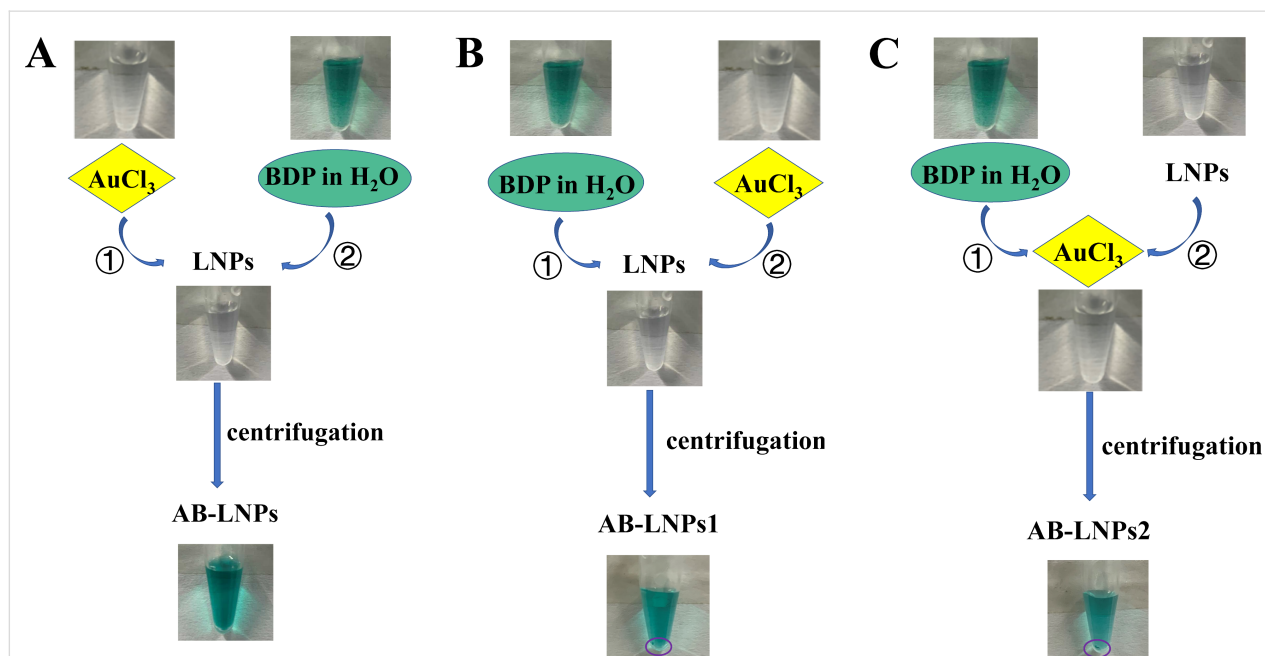 A
AuCl₃
BDP in H₂O
①
②
LNPs
centrifugation
AB-LNPs
B
BDP in H₂O
AuCl₃
①
②
LNPs
centrifugation
AB-LNPs1
C
BDP in H₂O
LNPs
①
②
AuCl₃
centrifugation
AB-LNPs2